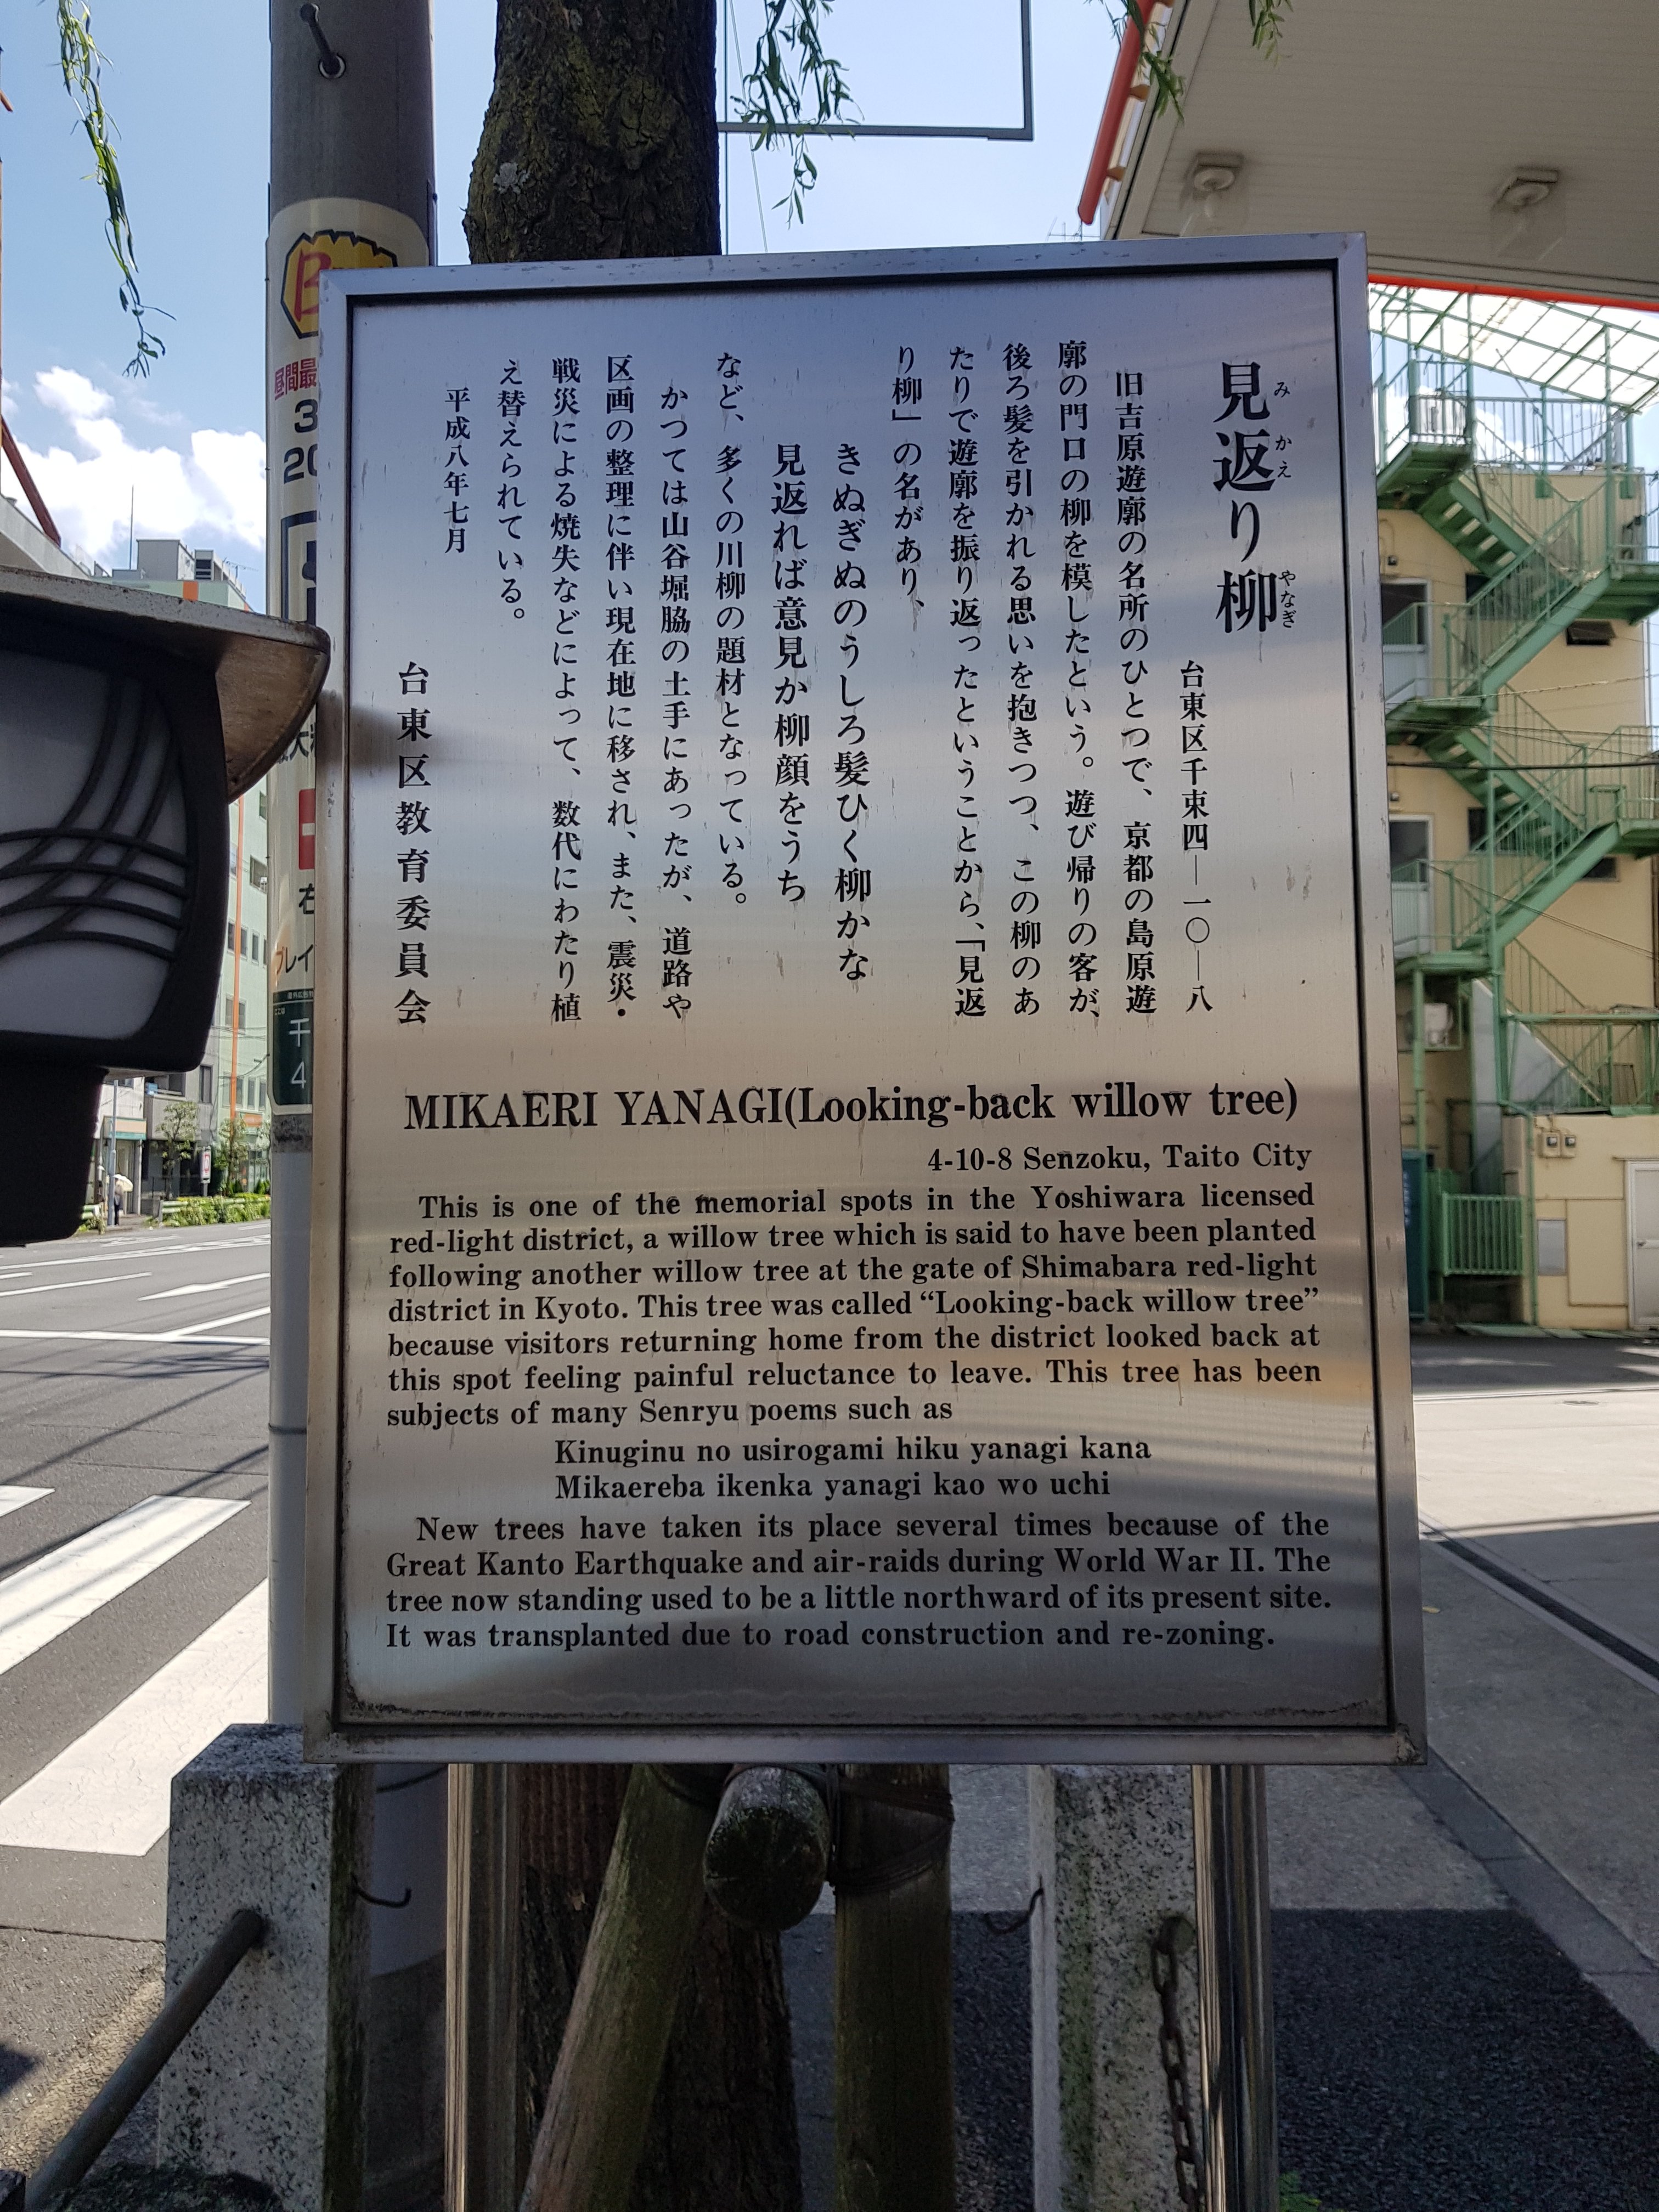 見返り柳
みかえ
やなぎ
台東区千束四―一〇―八
旧吉原遊廓の名所のひとつで、京都の島原遊
廓の門口の柳を模したという。遊び帰りの客が、
後ろ髪を引かれる思いを抱きつつ、この柳のあ
たりで遊廓を振り返ったということから、「見返
り柳」の名があり、
きぬぎぬのうしろ髪ひく柳かな
見返れば意見か柳顔をうち
など、多くの川柳の題材となっている。
かつては山谷堀脇の土手にあったが、道路や
区画の整理に伴い現在地に移され、また、震災・
戦災による焼失などによって、数代にわたり植
え替えられている。
平成八年七月
台東区教育委員会
MIKAERI YANAGI(Looking-back willow tree)
4-10-8 Senzoku, Taito City
This is one of the memorial spots in the Yoshiwara licensed
red-light district, a willow tree which is said to have been planted
following another willow tree at the gate of Shimabara red-light
district in Kyoto. This tree was called “Looking-back willow tree”
because visitors returning home from the district looked back at
this spot feeling painful reluctance to leave. This tree has been
subjects of many Senryu poems such as
Kinuginu no usirogami hiku yanagi kana
Mikaereba ikenka yanagi kao wo uchi
New trees have taken its place several times because of the
Great Kanto Earthquake and air-raids during World War II. The
tree now standing used to be a little northward of its present site.
It was transplanted due to road construction and re-zoning.
昼間最
3
20
プレイ
千
4